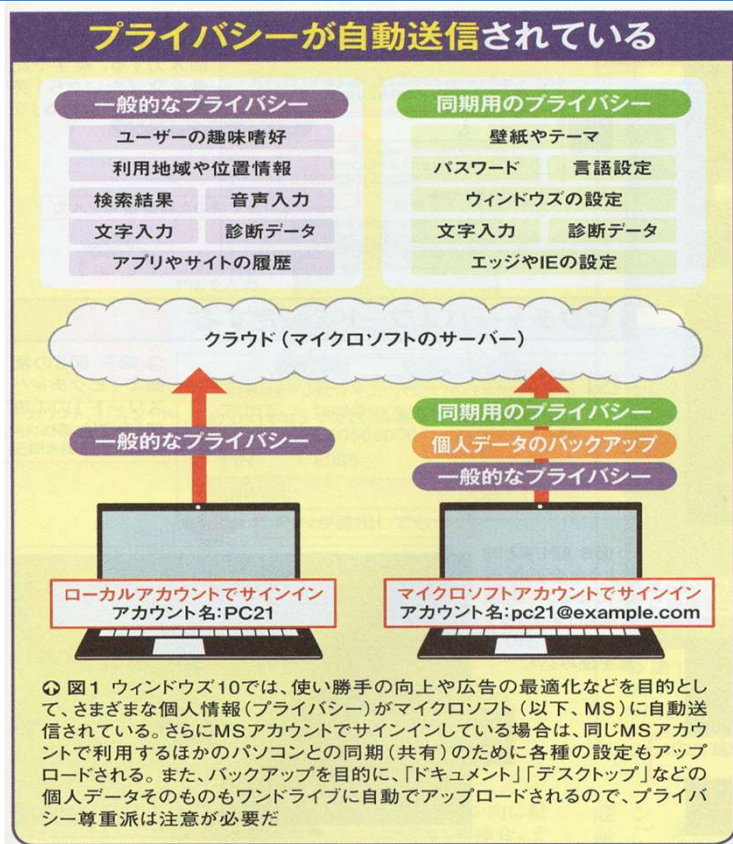 プライバシーが自動送信されている
一般的なプライバシー
ユーザーの趣味嗜好
利用地域や位置情報
検索結果 音声入力
文字入力 診断データ
アプリやサイトの履歴
同期用のプライバシー
壁紙やテーマ
パスワード 言語設定
ウィンドウズの設定
文字入力 診断データ
エッジやIEの設定
クラウド（マイクロソフトのサーバー）
一般的なプライバシー
同期用のプライバシー
個人データのバックアップ
一般的なプライバシー
ローカルアカウントでサインイン
アカウント名：PC21
マイクロソフトアカウントでサインイン
アカウント名：pc21@example.com
図1 ウィンドウズ10では、使い勝手の向上や広告の最適化などを目的とし
て、さまざまな個人情報（プライバシー）がマイクロソフト（以下、MS）に自動送
信されている。さらにMSアカウントでサインインしている場合は、同じMSアカウ
ントで利用するほかのパソコンとの同期（共有）のために各種の設定もアップ
ロードされる。また、バックアップを目的に、「ドキュメント」「デスクトップ」などの
個人データそのものもワンドライブに自動でアップロードされるので、プライバ
シー尊重派は注意が必要だ